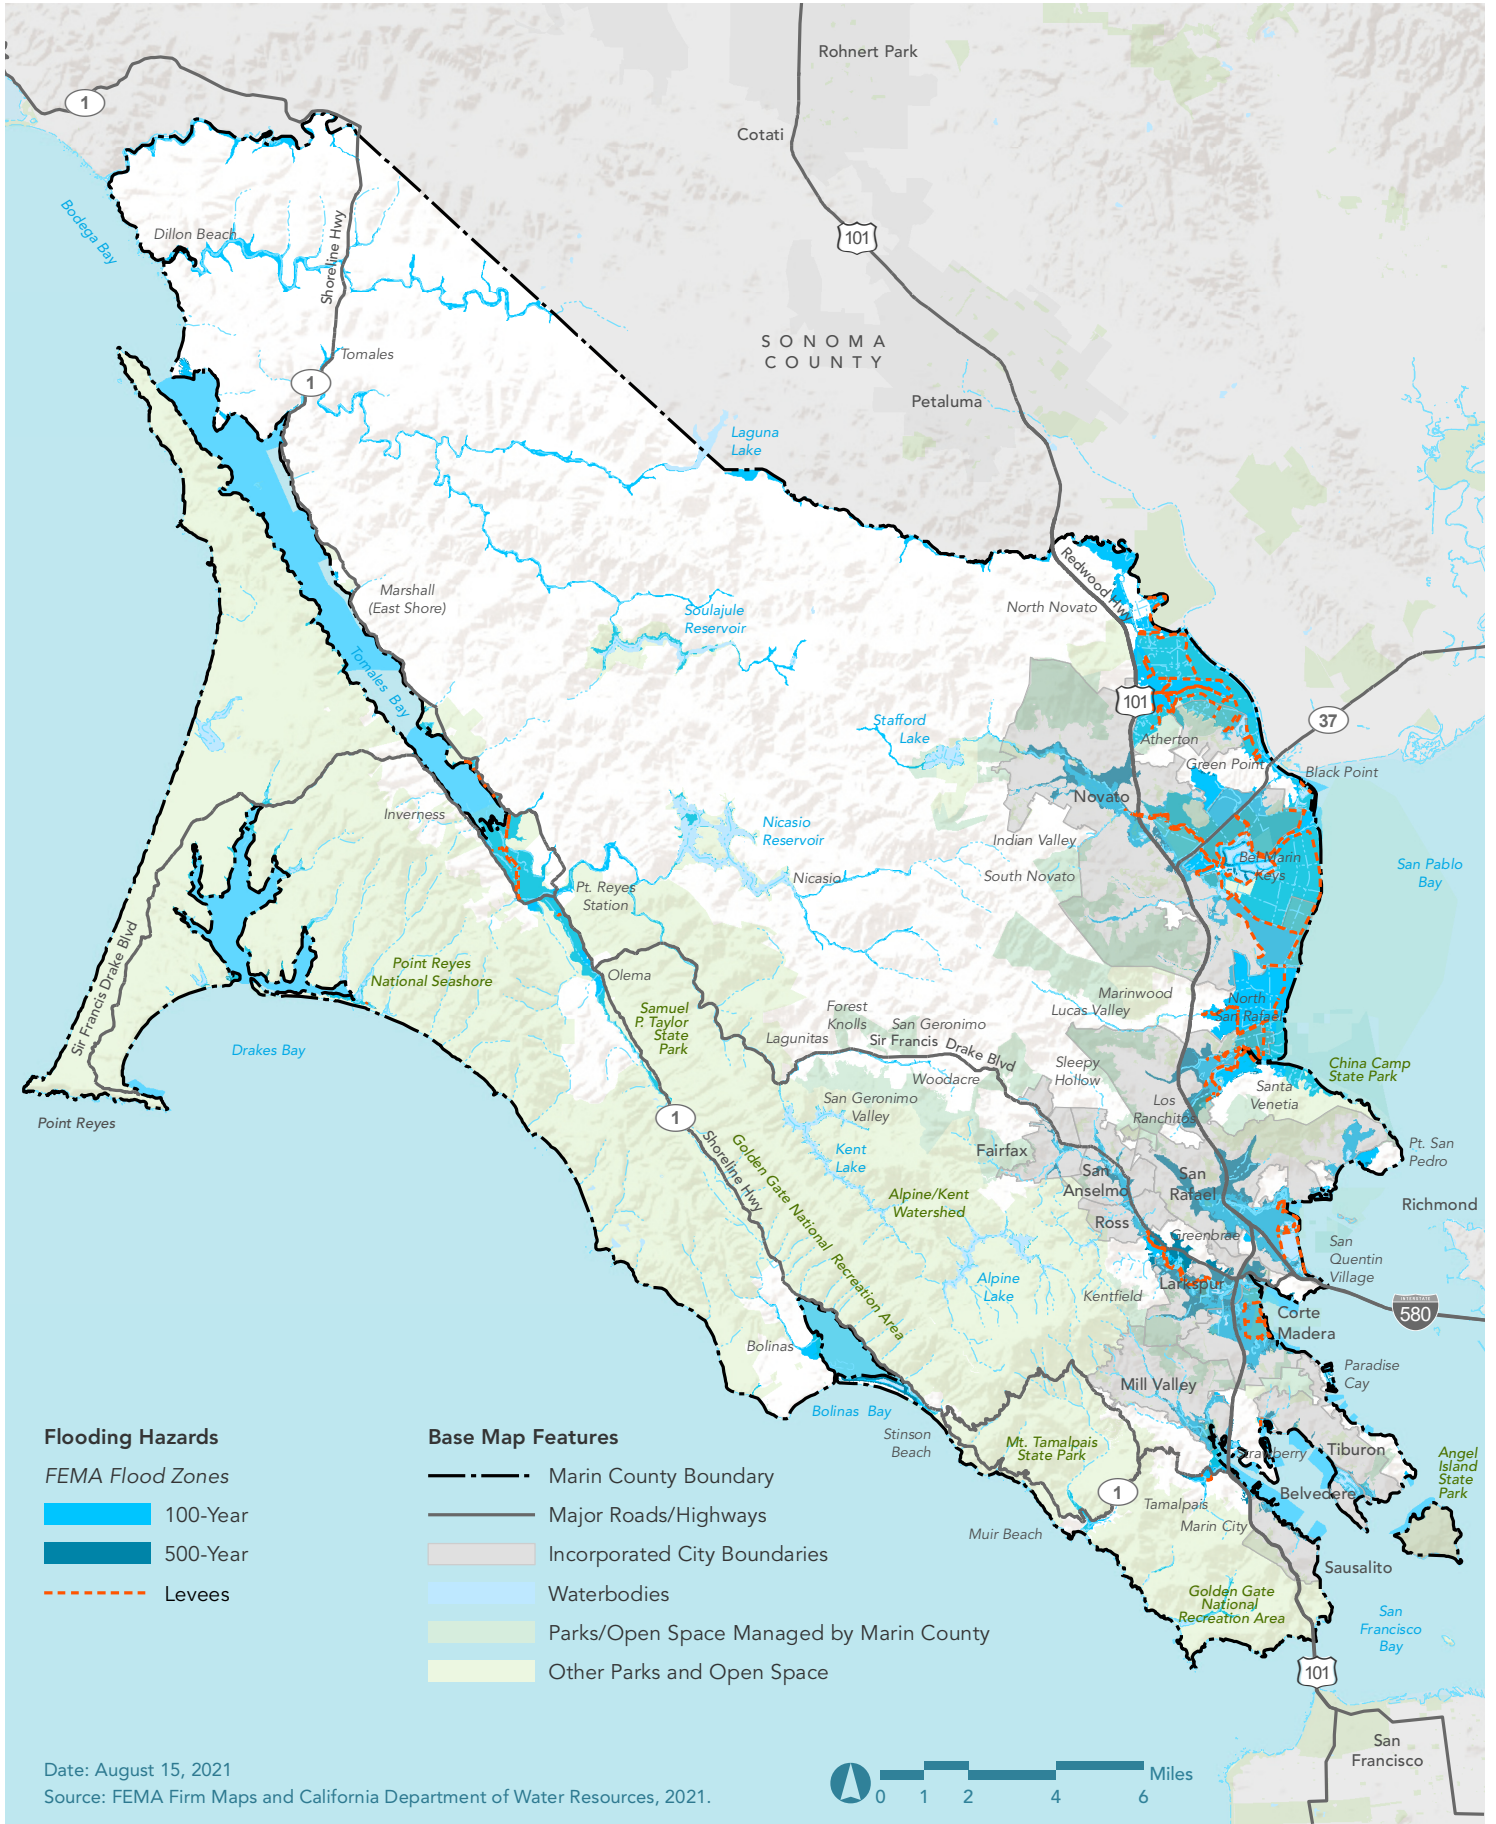 Rohnert Park
1
Cotati
Bodega Bay
Dillon Beach
Shoreline Hwy
101
SONOMA
COUNTY
Tomales
1
Petaluma
Laguna
Lake
Marshall
(East Shore)
Soulajule
Reservoir
Redwood Hwy
North Novato
Tomales Bay
101
37
Stafford
Lake
Atherton
Green Point
Black Point
Novato
Inverness
Nicasio
Reservoir
Indian Valley
Bel Marin
Keys
San Pablo
Bay
South Novato
Nicasio
Pt. Reyes
Station
Sir Francis Drake Blvd
Point Reyes
National Seashore
Olema
Samuel
P. Taylor
State
Park
Marinwood
Lucas Valley
North
San Rafael
Forest
Knolls
San Geronimo
Lagunitas
Sir Francis Drake Blvd
Drakes Bay
Sleepy
Hollow
China Camp
State Park
Woodacre
Santa
Venetia
San Geronimo
Valley
Los
Ranchitos
Point Reyes
1
Shoreline Hwy
Golden Gate National Recreation Area
Kent
Lake
Fairfax
San
Anselmo
San
Rafael
Pt. San
Pedro
Alpine/Kent
Watershed
Richmond
Ross
Greenbrae
San
Quentin
Village
Alpine
Lake
Kentfield
Larkspur
INTERSTATE
580
Corte
Madera
Bolinas
Paradise
Cay
Mill Valley
Bolinas Bay
Stinson
Beach
Mt. Tamalpais
State Park
Strawberry
Tiburon
Angel
Island
State
Park
1
Belvedere
Tamalpais
Marin City
Muir Beach
Sausalito
Golden Gate
National
Recreation Area
San
Francisco
Bay
101
San
Francisco
Flooding Hazards
FEMA Flood Zones
100-Year
500-Year
Levees
Base Map Features
Marin County Boundary
Major Roads/Highways
Incorporated City Boundaries
Waterbodies
Parks/Open Space Managed by Marin County
Other Parks and Open Space
Date: August 15, 2021
Source: FEMA Firm Maps and California Department of Water Resources, 2021.
0 1 2 4 6 Miles